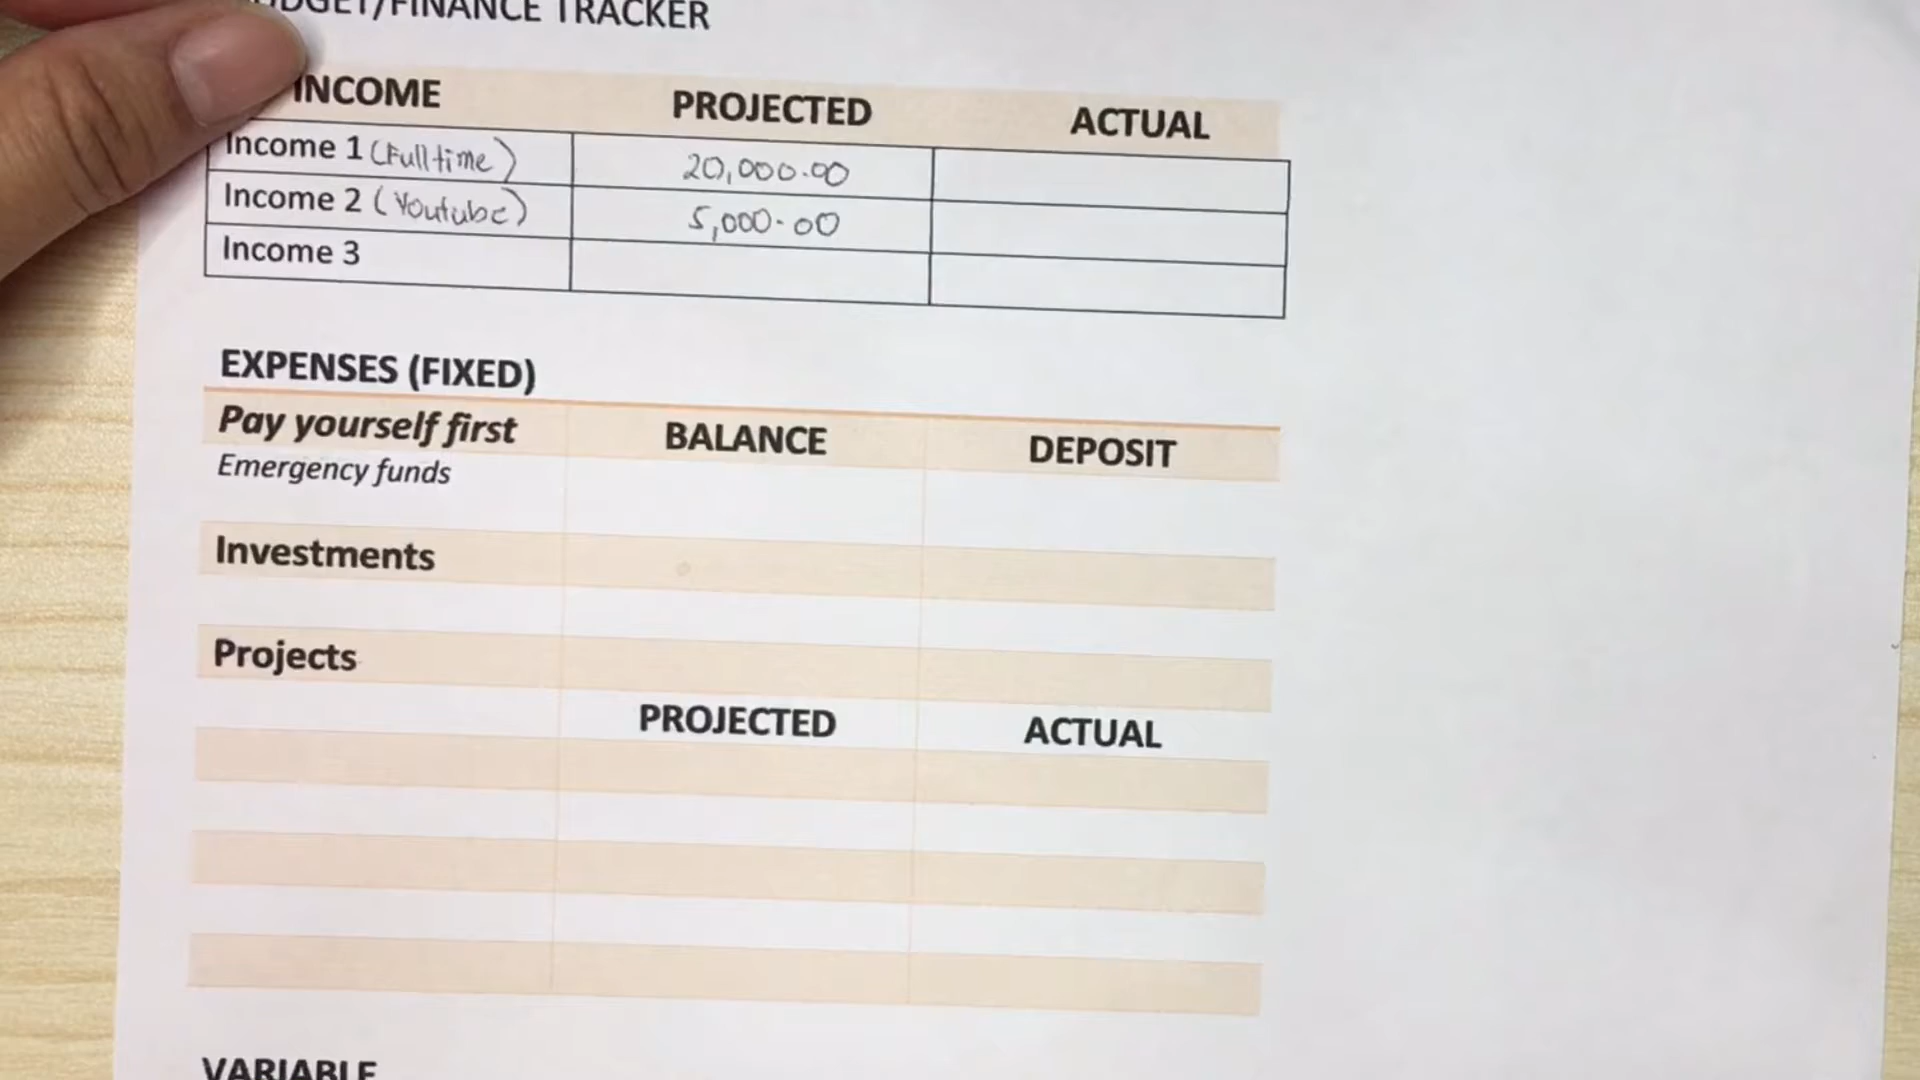 /FINANCE TRACKER
INCOME PROJECTED ACTUAL
Income 1 (Fulltime) 20,000.00
Income 2 (Youtube) 5,000.00
Income 3
EXPENSES (FIXED)
Pay yourself first BALANCE DEPOSIT
Emergency funds
Investments
Projects
PROJECTED ACTUAL
VARIABLE